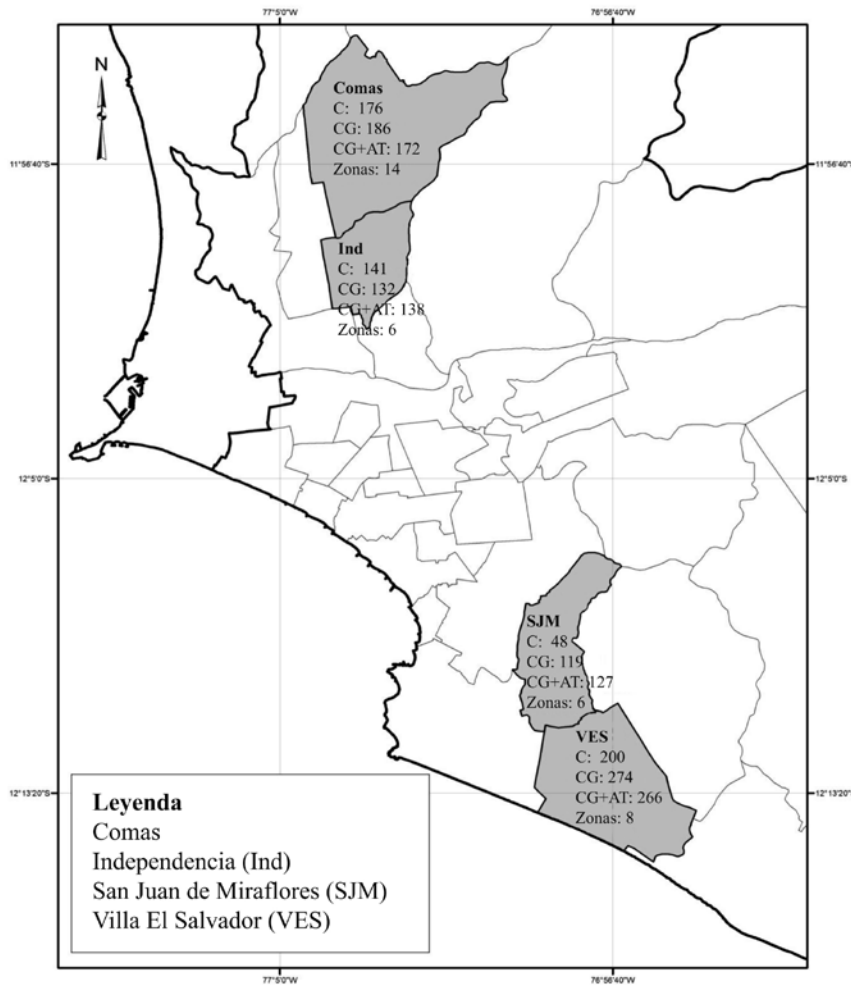 77°5'0"W
76°56'40"W
N
Comas
C: 176
CG: 186
CG+AT: 172
Zonas: 14
11°56'40"S
11°56'40"S
Ind
C: 141
CG: 132
CG+AT: 138
Zonas: 6
12°5'0"S
12°5'0"S
SJM
C: 48
CG: 119
CG+AT: 127
Zonas: 6
VES
C: 200
CG: 274
CG+AT: 266
Zonas: 8
12°13'20"S
12°13'20"S
Leyenda
Comas
Independencia (Ind)
San Juan de Miraflores (SJM)
Villa El Salvador (VES)
77°5'0"W
76°56'40"W